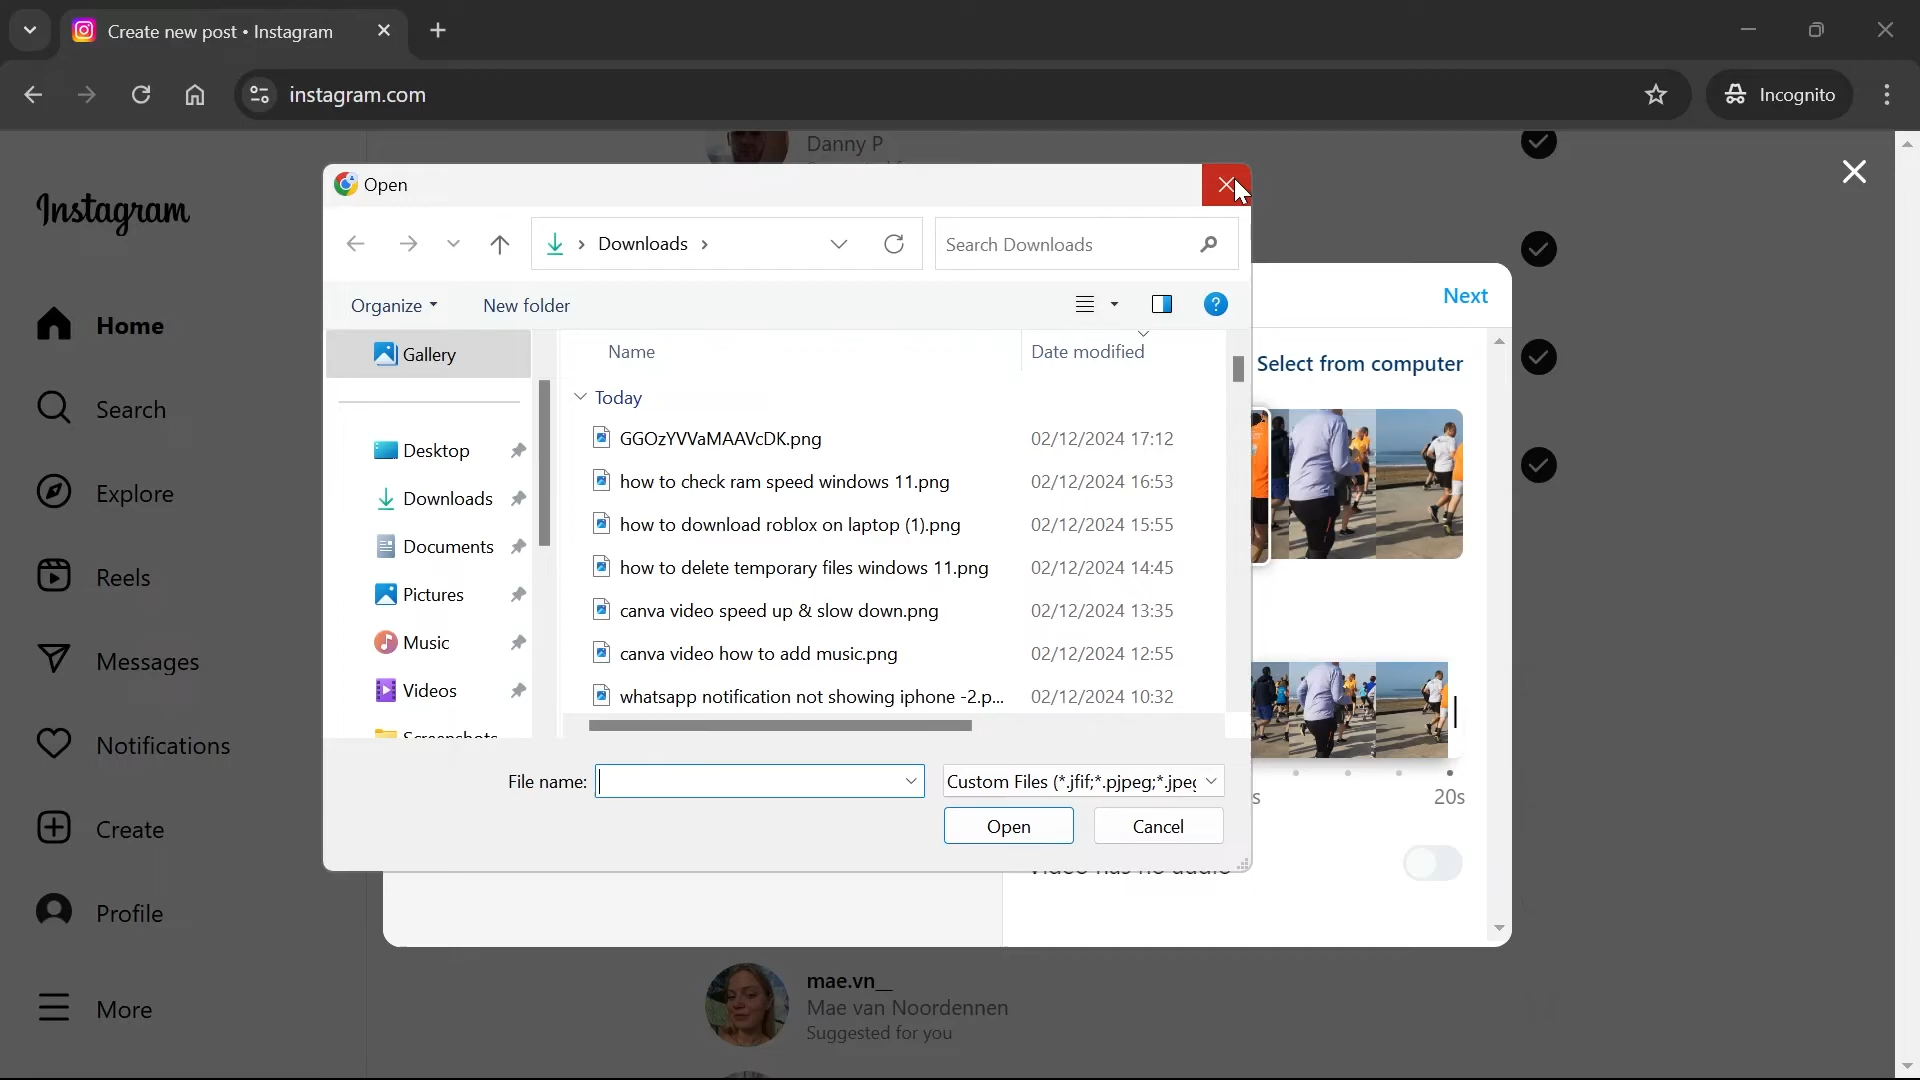 Create new post • Instagram
instagram.com
Incognito
Instagram
Home
Search
Explore
Reels
Messages
Notifications
Create
Profile
More
Danny P
Open
Downloads
Search Downloads
Organize
New folder
Gallery
Desktop
Downloads
Documents
Pictures
Music
Videos
Screenshots
Name
Date modified
Today
GGOzYVVaMAAVcDK.png 02/12/2024 17:12
how to check ram speed windows 11.png 02/12/2024 16:53
how to download roblox on laptop (1).png 02/12/2024 15:55
how to delete temporary files windows 11.png 02/12/2024 14:45
canva video speed up & slow down.png 02/12/2024 13:35
canva video how to add music.png 02/12/2024 12:55
whatsapp notification not showing iphone -2.p... 02/12/2024 10:32
File name:
Custom Files (*.jfif;*.pjpeg;*.jpeg
Open
Cancel
Next
Select from computer
s
20s
Video has no audio
mae.vn__
Mae van Noordennen
Suggested for you